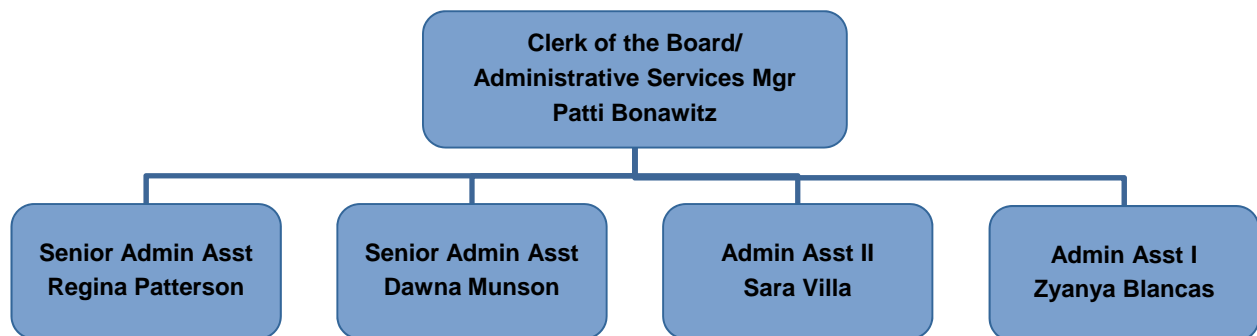 Clerk of the Board/
Administrative Services Mgr
Patti Bonawitz
Senior Admin Asst
Regina Patterson
Senior Admin Asst
Dawna Munson
Admin Asst II
Sara Villa
Admin Asst I
Zyanya Blancas